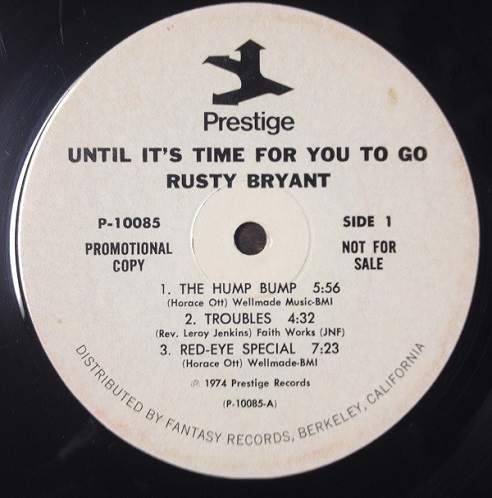 Prestige
UNTIL IT'S TIME FOR YOU TO GO
RUSTY BRYANT
P-10085
SIDE 1
PROMOTIONAL
COPY
NOT FOR
SALE
1. THE HUMP BUMP 5:56
(Horace Ott) Wellmade Music-BMI
2. TROUBLES 4:32
(Rev. Leroy Jenkins) Faith Works (JNF)
3. RED-EYE SPECIAL 7:23
(Horace Ott) Wellmade-BMI
℗ 1974 Prestige Records
(P-10085-A)
DISTRIBUTED BY FANTASY RECORDS, BERKELEY, CALIFORNIA